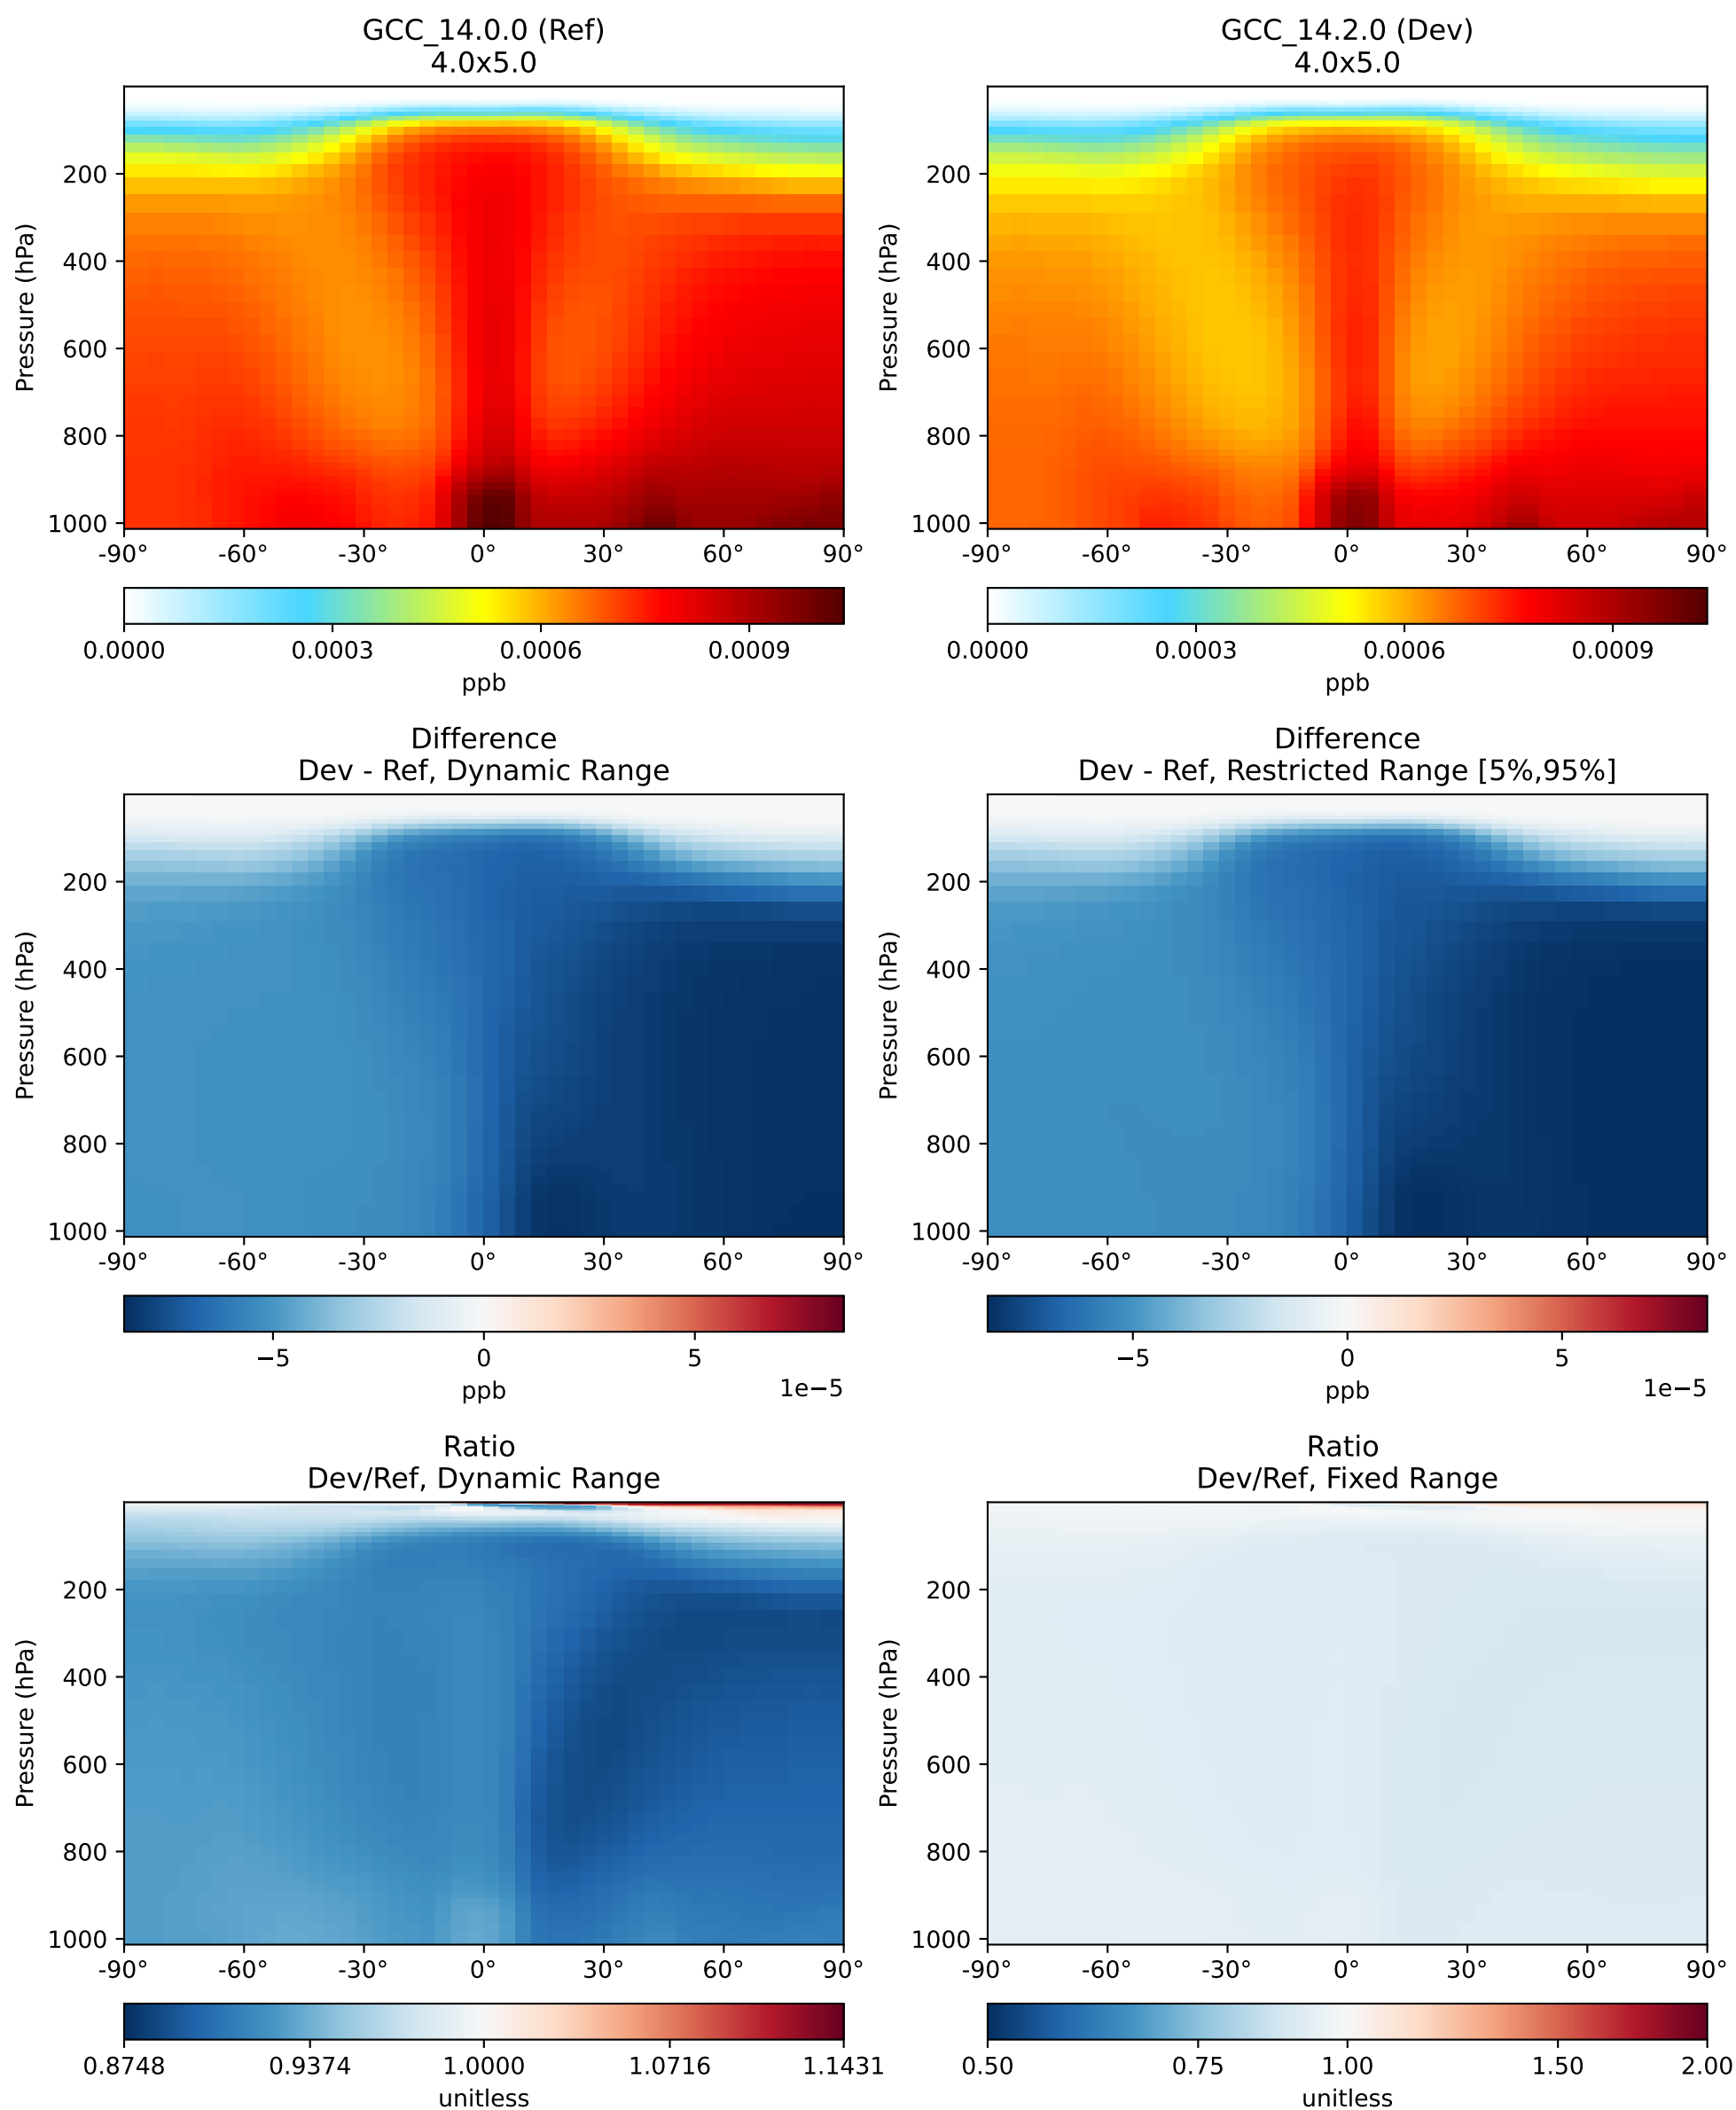 GCC_14.0.0 (Ref)
4.0x5.0
Pressure (hPa)
200
400
600
800
1000
-90° -60° -30° 0° 30° 60° 90°
0.0000 0.0003 0.0006 0.0009
ppb
GCC_14.2.0 (Dev)
4.0x5.0
Pressure (hPa)
200
400
600
800
1000
-90° -60° -30° 0° 30° 60° 90°
0.0000 0.0003 0.0006 0.0009
ppb
Difference
Dev - Ref, Dynamic Range
Pressure (hPa)
200
400
600
800
1000
-90° -60° -30° 0° 30° 60° 90°
−5 0 5
1e−5
ppb
Difference
Dev - Ref, Restricted Range [5%,95%]
Pressure (hPa)
200
400
600
800
1000
-90° -60° -30° 0° 30° 60° 90°
−5 0 5
1e−5
ppb
Ratio
Dev/Ref, Dynamic Range
Pressure (hPa)
200
400
600
800
1000
-90° -60° -30° 0° 30° 60° 90°
0.8748 0.9374 1.0000 1.0716 1.1431
unitless
Ratio
Dev/Ref, Fixed Range
Pressure (hPa)
200
400
600
800
1000
-90° -60° -30° 0° 30° 60° 90°
0.50 0.75 1.00 1.50 2.00
unitless